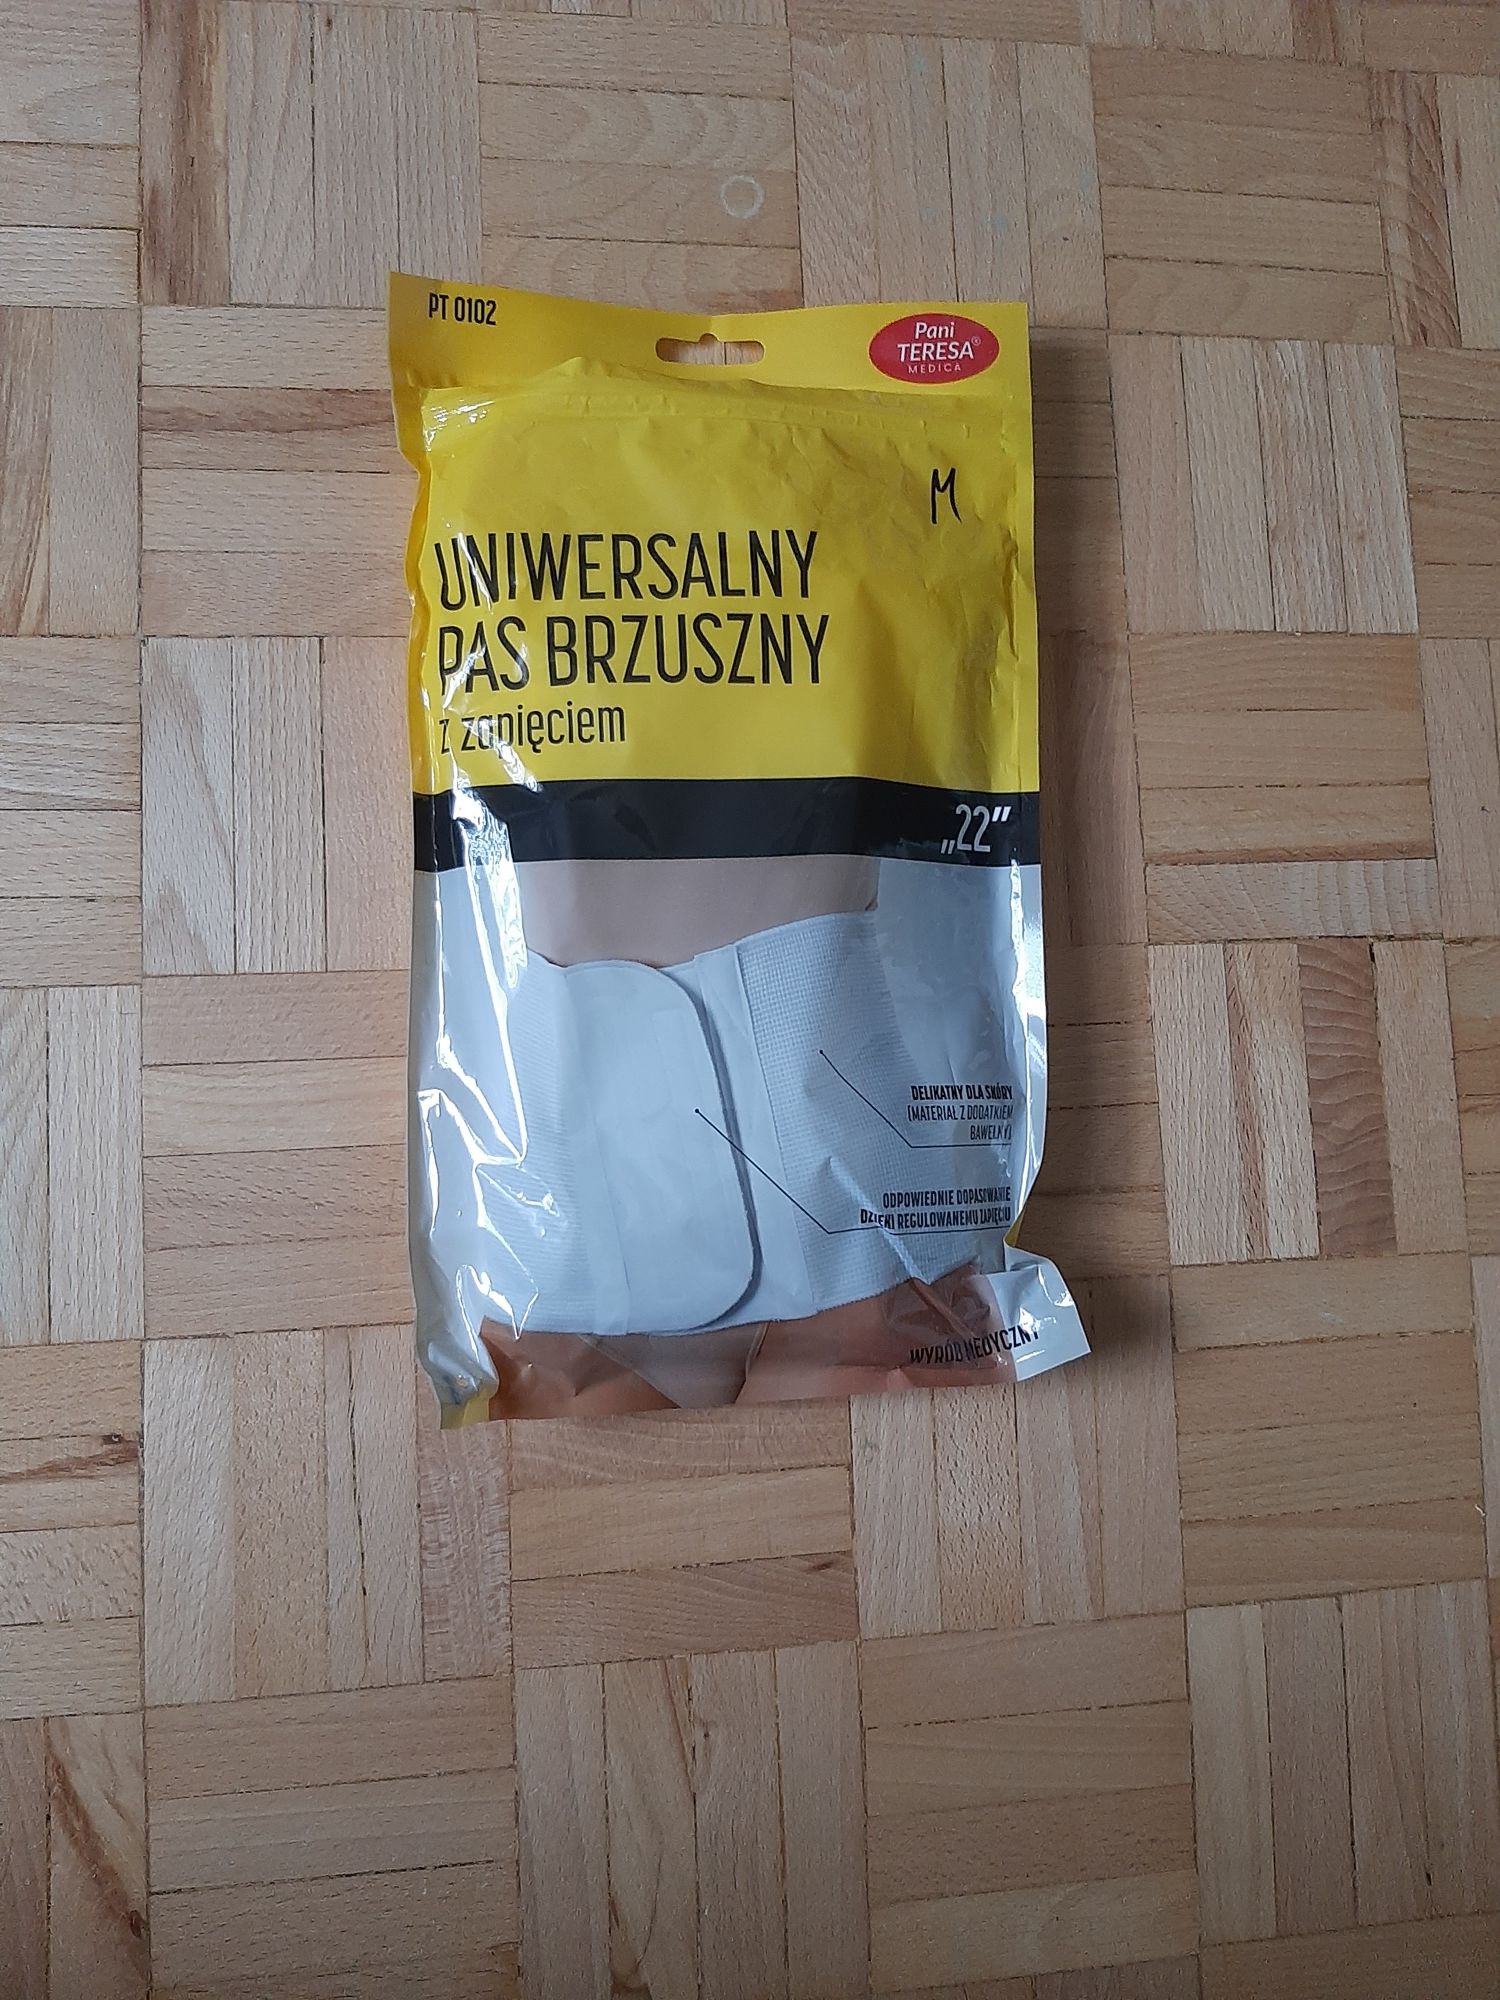 PT 0102
Pani
TERESA®
MEDICA
M
UNIWERSALNY
PAS BRZUSZNY
z zapięciem
„22”
DELIKATNY DLA SKÓRY
(MATERIAŁ Z DODATKIEM
BAWEŁNY)
ODPOWIEDNIE DOPASOWANIE
DZIĘKI REGULOWANEMU ZAPIĘCIU
WYRÓB MEDYCZNY